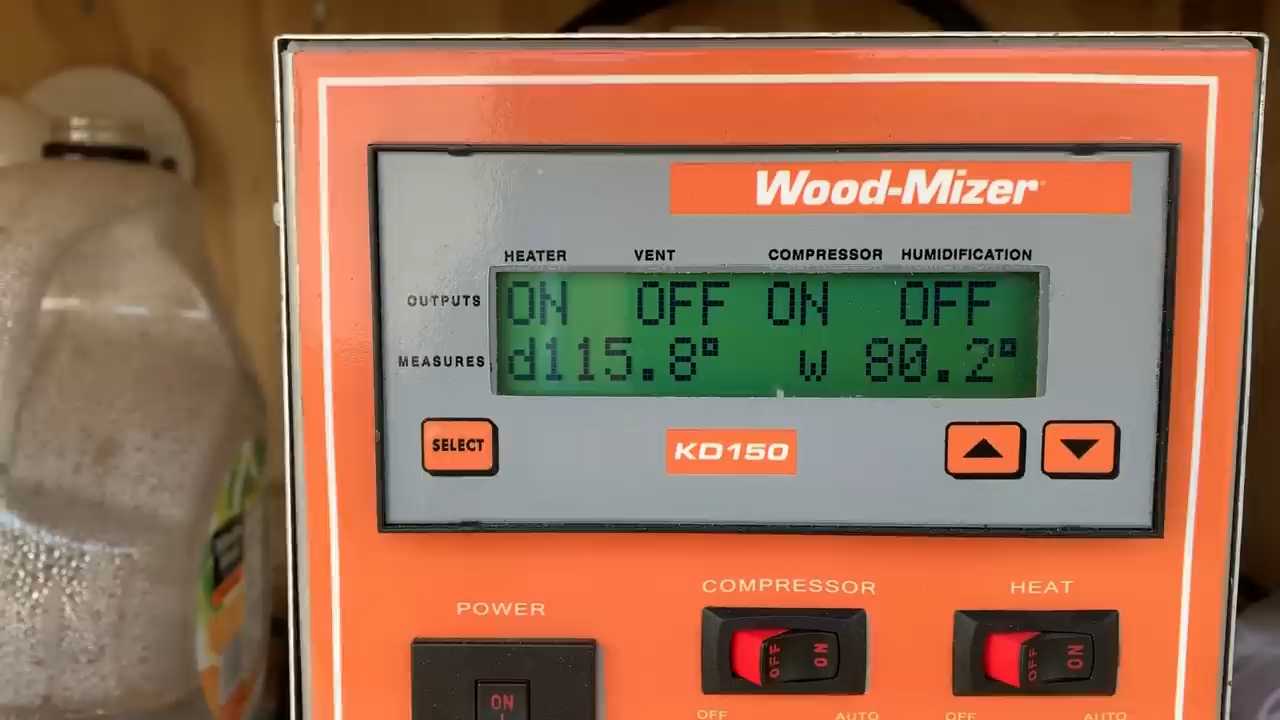 Wood-Mizer
HEATER VENT COMPRESSOR HUMIDIFICATION
OUTPUTS ON OFF ON OFF
MEASURES d115.8° w 80.2°
SELECT KD150
COMPRESSOR HEAT
POWER
OFF ON OFF ON
ON
OFF AUTO OFF AUTO